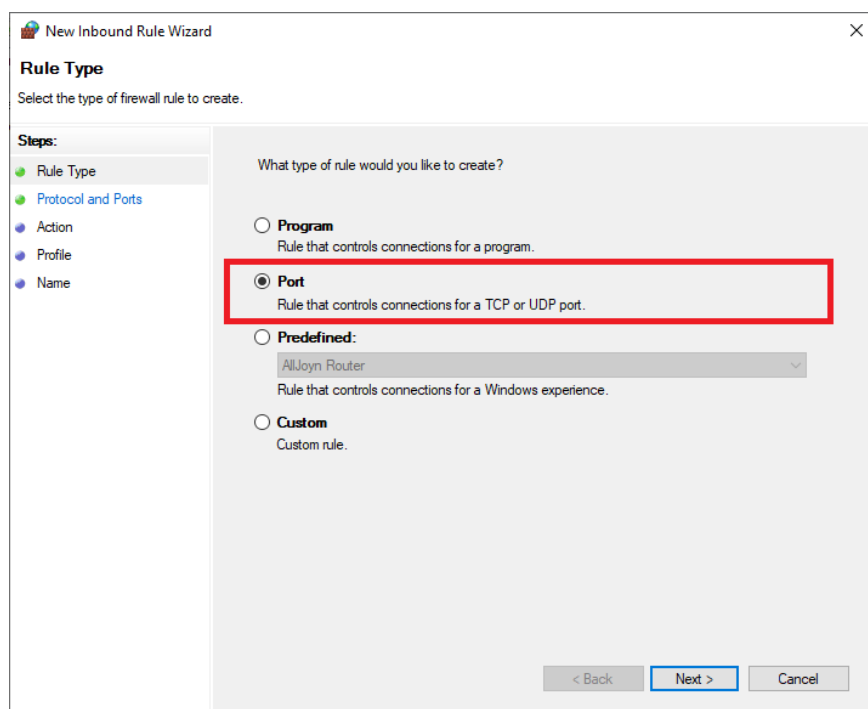 New Inbound Rule Wizard
Rule Type
Select the type of firewall rule to create.
Steps:
Rule Type
Protocol and Ports
Action
Profile
Name
What type of rule would you like to create?
Program
Rule that controls connections for a program.
Port
Rule that controls connections for a TCP or UDP port.
Predefined:
AllJoyn Router
Rule that controls connections for a Windows experience.
Custom
Custom rule.
< Back
Next >
Cancel